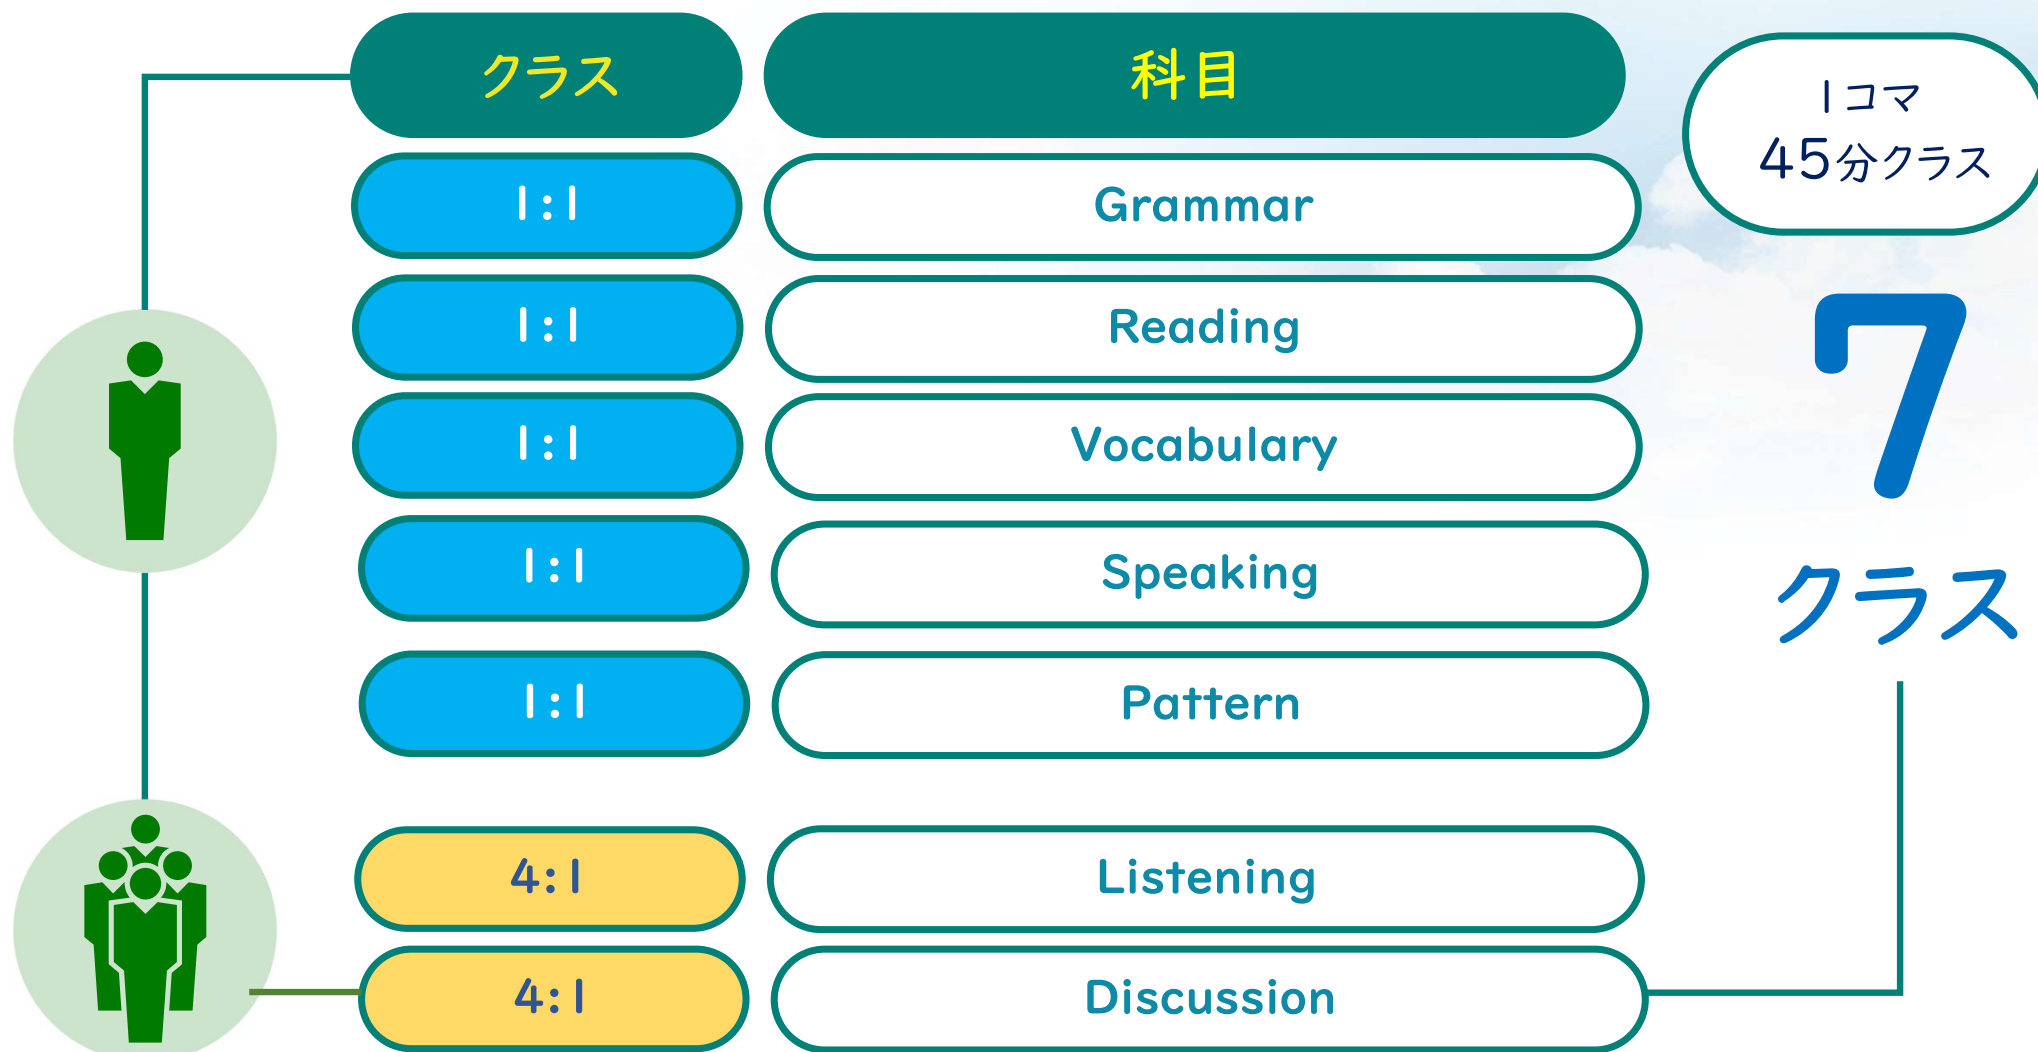 クラス 科目
1コマ
45分クラス
1:1 Grammar
1:1 Reading
1:1 Vocabulary
1:1 Speaking
1:1 Pattern
4:1 Listening
4:1 Discussion
7
クラス